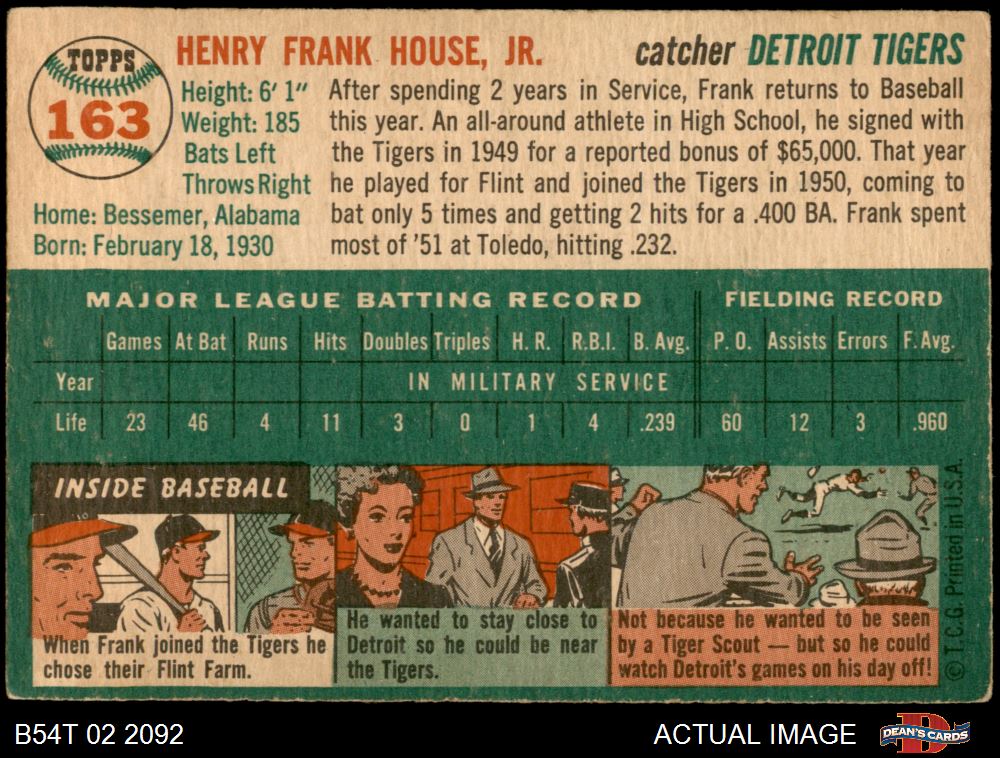 TOPPS
163
HENRY FRANK HOUSE, JR.
catcher DETROIT TIGERS
Height: 6' 1"
Weight: 185
Bats Left
Throws Right
Home: Bessemer, Alabama
Born: February 18, 1930
After spending 2 years in Service, Frank returns to Baseball
this year. An all-around athlete in High School, he signed with
the Tigers in 1949 for a reported bonus of $65,000. That year
he played for Flint and joined the Tigers in 1950, coming to
bat only 5 times and getting 2 hits for a .400 BA. Frank spent
most of '51 at Toledo, hitting .232.
MAJOR LEAGUE BATTING RECORD
FIELDING RECORD
Games At Bat Runs Hits Doubles Triples H. R. R.B.I. B. Avg. P. O. Assists Errors F. Avg.
Year IN MILITARY SERVICE
Life 23 46 4 11 3 0 1 4 .239 60 12 3 .960
INSIDE BASEBALL
When Frank joined the Tigers he
chose their Flint Farm.
He wanted to stay close to
Detroit so he could be near
the Tigers.
Not because he wanted to be seen
by a Tiger Scout — but so he could
watch Detroit's games on his day off!
© T.C.G. Printed in U.S.A.
B54T 02 2092
ACTUAL IMAGE
DEAN'S CARDS